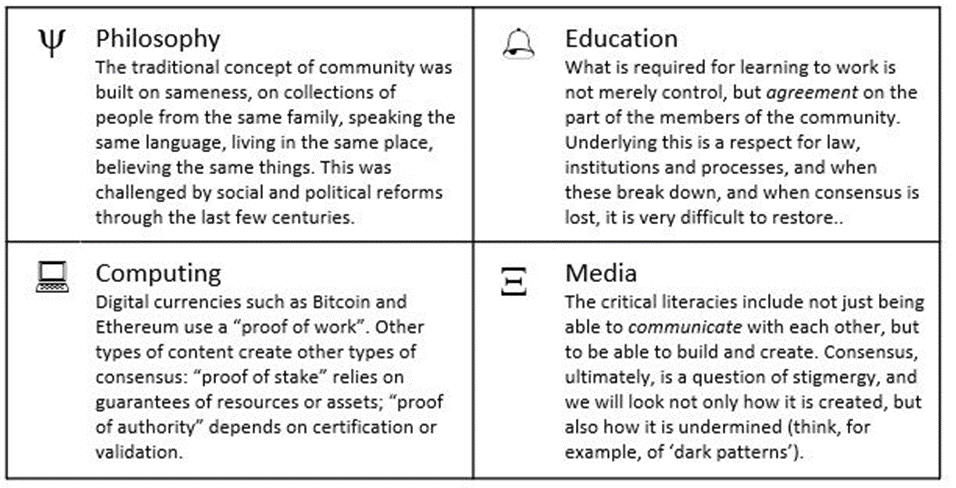 Ψ Philosophy
The traditional concept of community was
built on sameness, on collections of
people from the same family, speaking the
same language, living in the same place,
believing the same things. This was
challenged by social and political reforms
through the last few centuries.
Education
What is required for learning to work is
not merely control, but agreement on the
part of the members of the community.
Underlying this is a respect for law,
institutions and processes, and when
these break down, and when consensus is
lost, it is very difficult to restore..
Computing
Digital currencies such as Bitcoin and
Ethereum use a “proof of work”. Other
types of content create other types of
consensus: “proof of stake” relies on
guarantees of resources or assets; “proof
of authority” depends on certification or
validation.
Ξ Media
The critical literacies include not just being
able to communicate with each other, but
to be able to build and create. Consensus,
ultimately, is a question of stigmergy, and
we will look not only how it is created, but
also how it is undermined (think, for
example, of ‘dark patterns’).